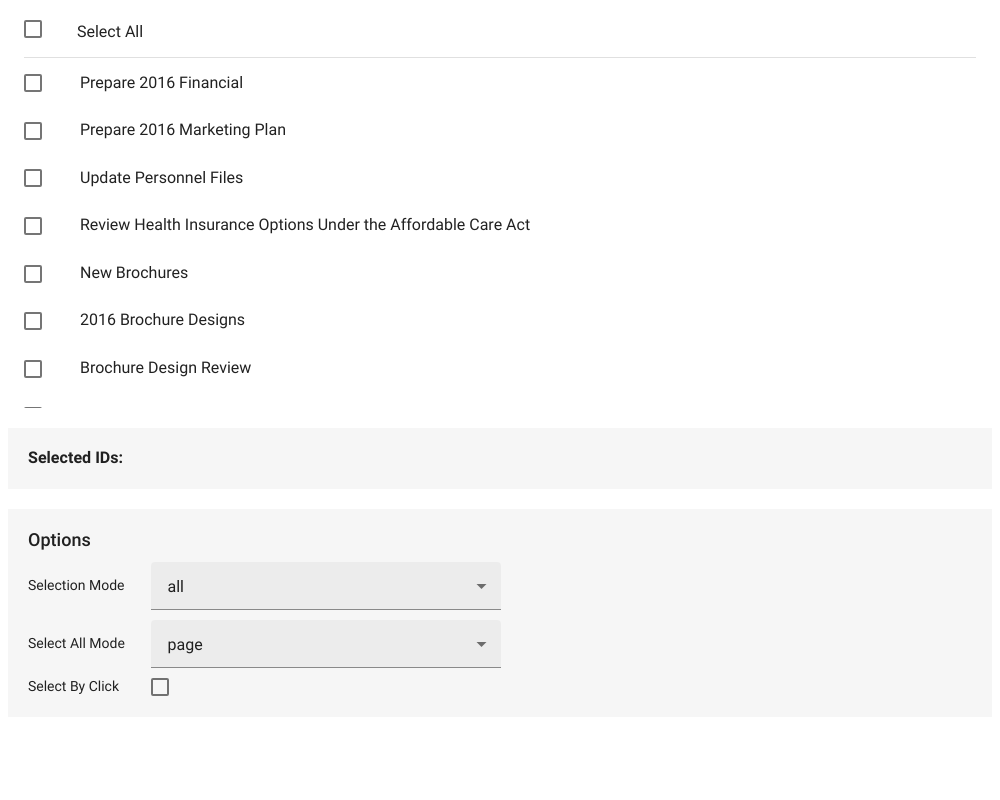 Select All
Prepare 2016 Financial
Prepare 2016 Marketing Plan
Update Personnel Files
Review Health Insurance Options Under the Affordable Care Act
New Brochures
2016 Brochure Designs
Brochure Design Review
Selected IDs:
Options
Selection Mode all
Select All Mode page
Select By Click